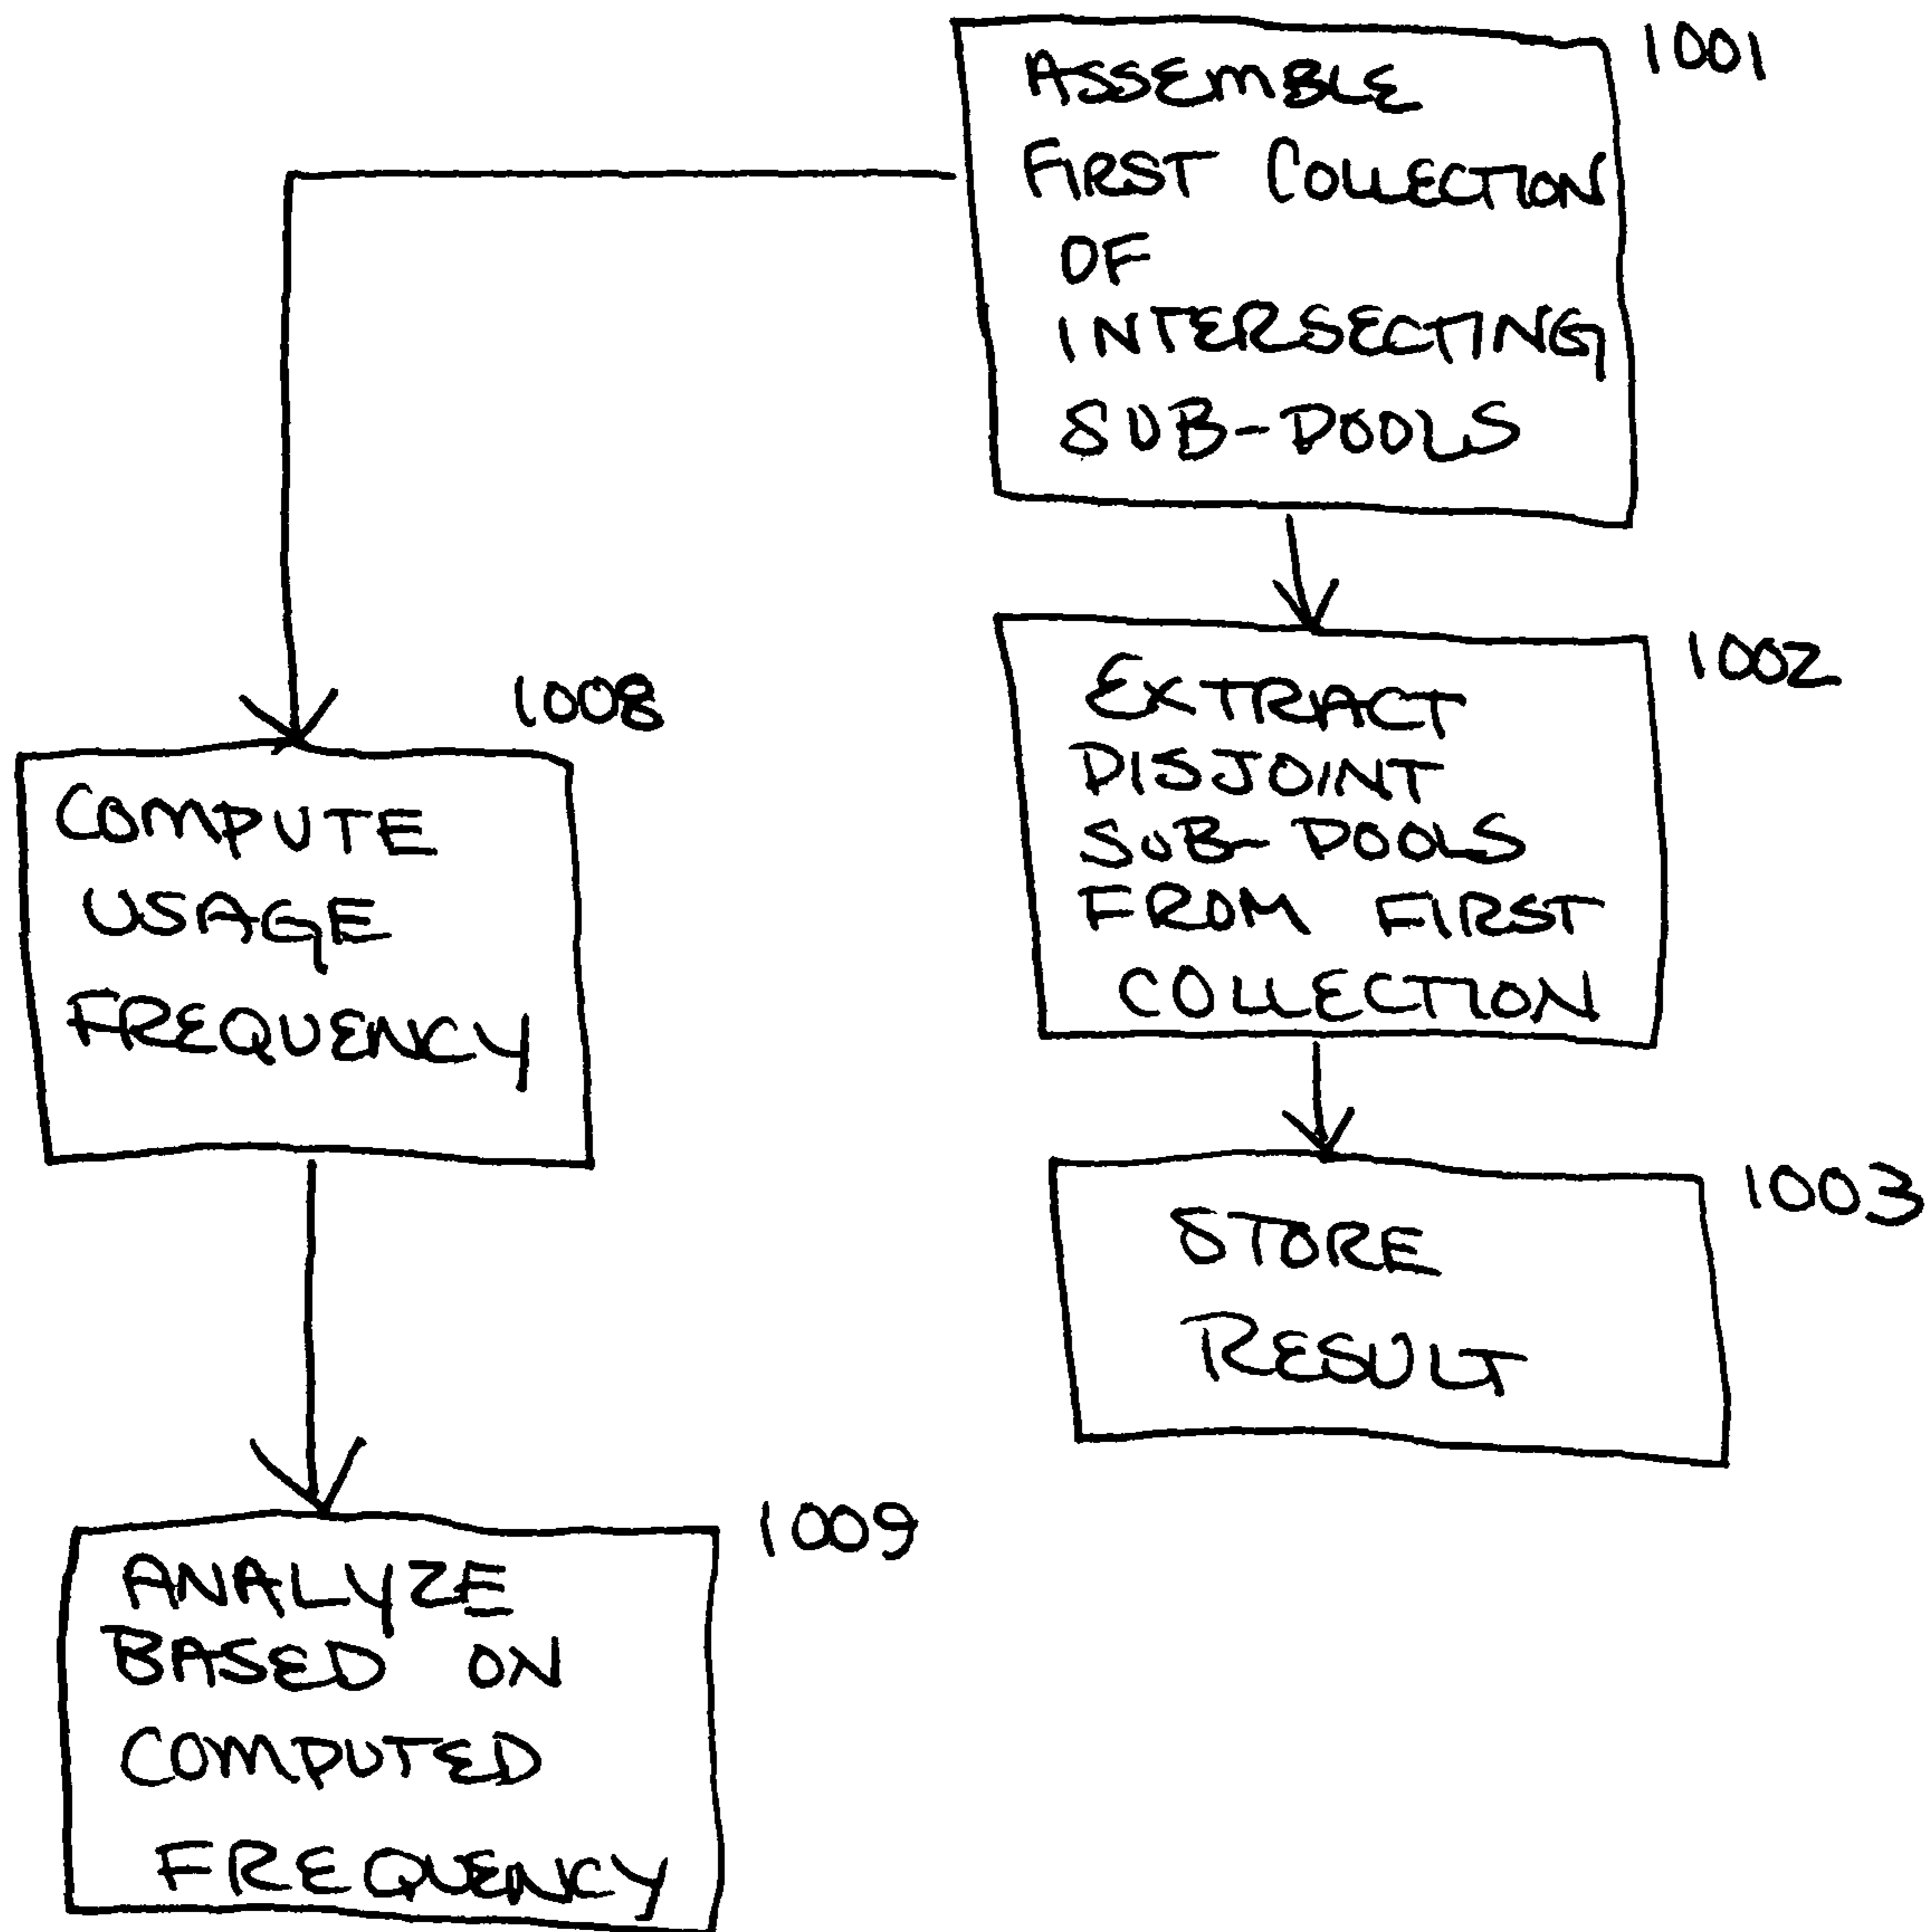 1001
ASSEMBLE
FIRST COLLECTION
OF
INTERSECTING
SUB-POOLS
1002
EXTRACT
DISJOINT
SUB-POOLS
FROM FIRST
COLLECTION
1003
STORE
RESULT
1008
COMPUTE
USAGE
FREQUENCY
1009
ANALYZE
BASED ON
COMPUTED
FREQUENCY